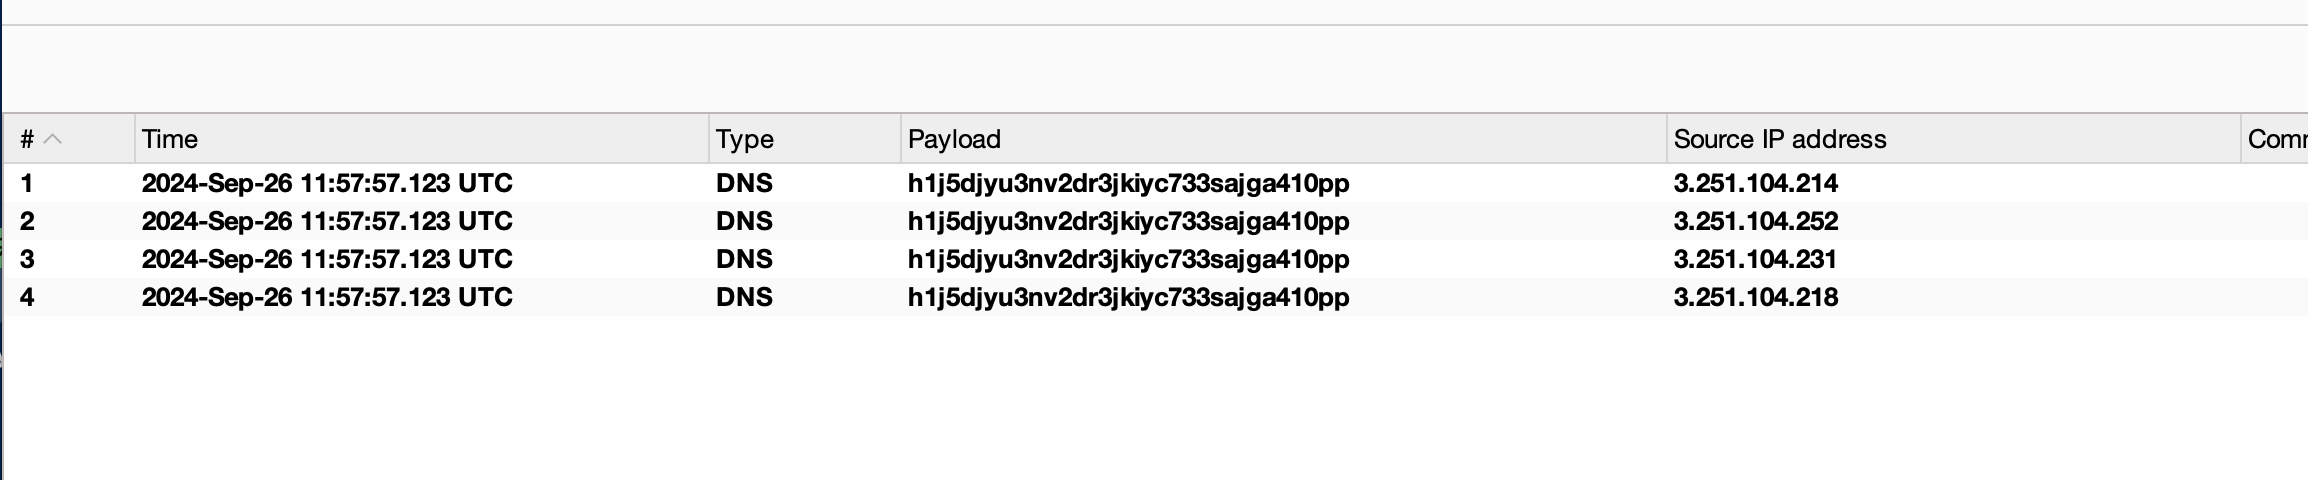 # Time Type Payload Source IP address Comr
1 2024-Sep-26 11:57:57.123 UTC DNS h1j5djyu3nv2dr3jkiyc733sajga410pp 3.251.104.214
2 2024-Sep-26 11:57:57.123 UTC DNS h1j5djyu3nv2dr3jkiyc733sajga410pp 3.251.104.252
3 2024-Sep-26 11:57:57.123 UTC DNS h1j5djyu3nv2dr3jkiyc733sajga410pp 3.251.104.231
4 2024-Sep-26 11:57:57.123 UTC DNS h1j5djyu3nv2dr3jkiyc733sajga410pp 3.251.104.218